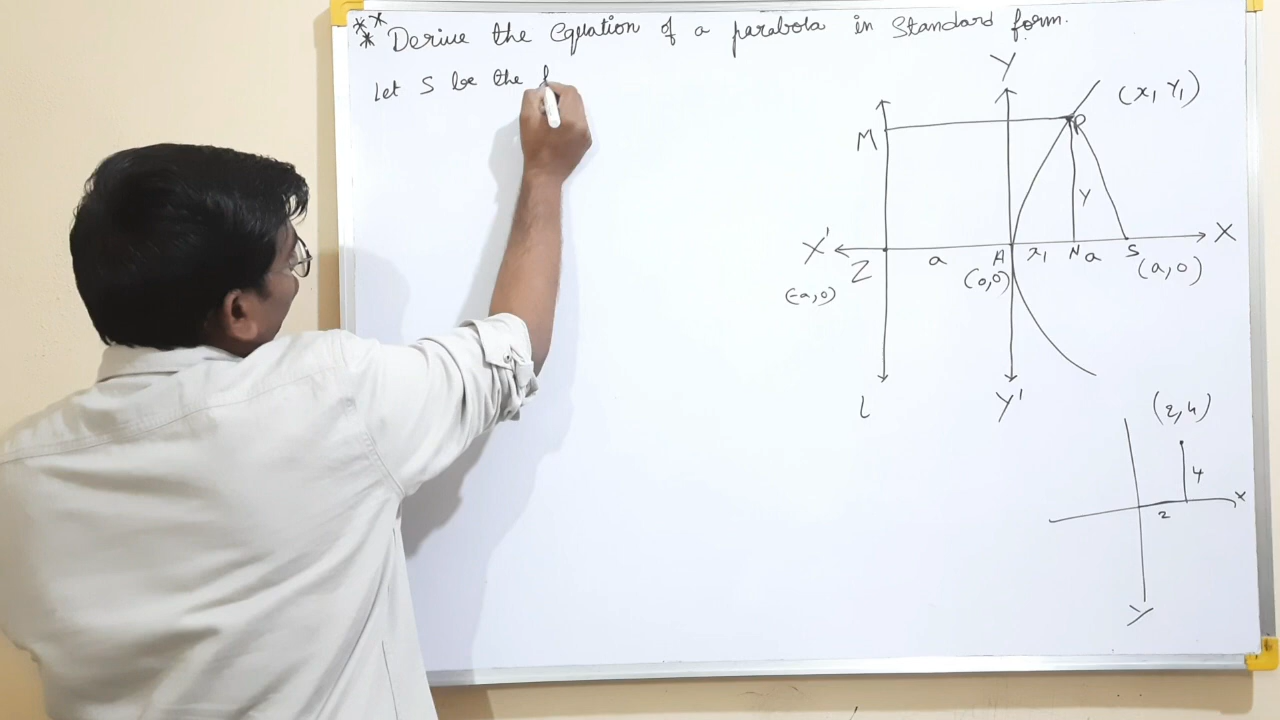 ***
Derive the Equation of a parabola in Standard form.
Let S be the f
Y
(x₁ Y₁)
M
P
Y
X'
X
Z
a
A
x₁
N
a
S
(-a,0)
(0,0)
(a,0)
L
Y'
(2,4)
4
x
2
Y